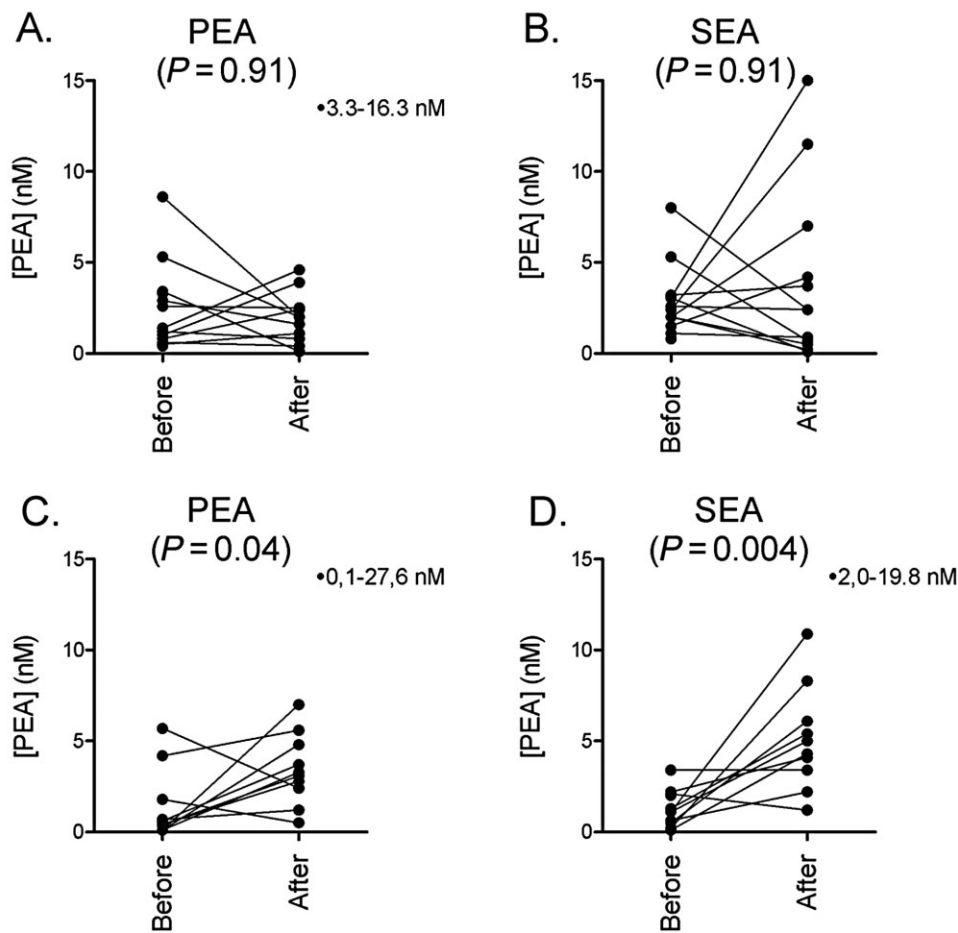 A.
PEA
(P = 0.91)
15
10
5
0
[PEA] (nM)
•3.3-16.3 nM
Before
After
B.
SEA
(P = 0.91)
15
10
5
0
[PEA] (nM)
Before
After
C.
PEA
(P = 0.04)
15
10
5
0
[PEA] (nM)
•0,1-27,6 nM
Before
After
D.
SEA
(P = 0.004)
15
10
5
0
[PEA] (nM)
•2,0-19.8 nM
Before
After